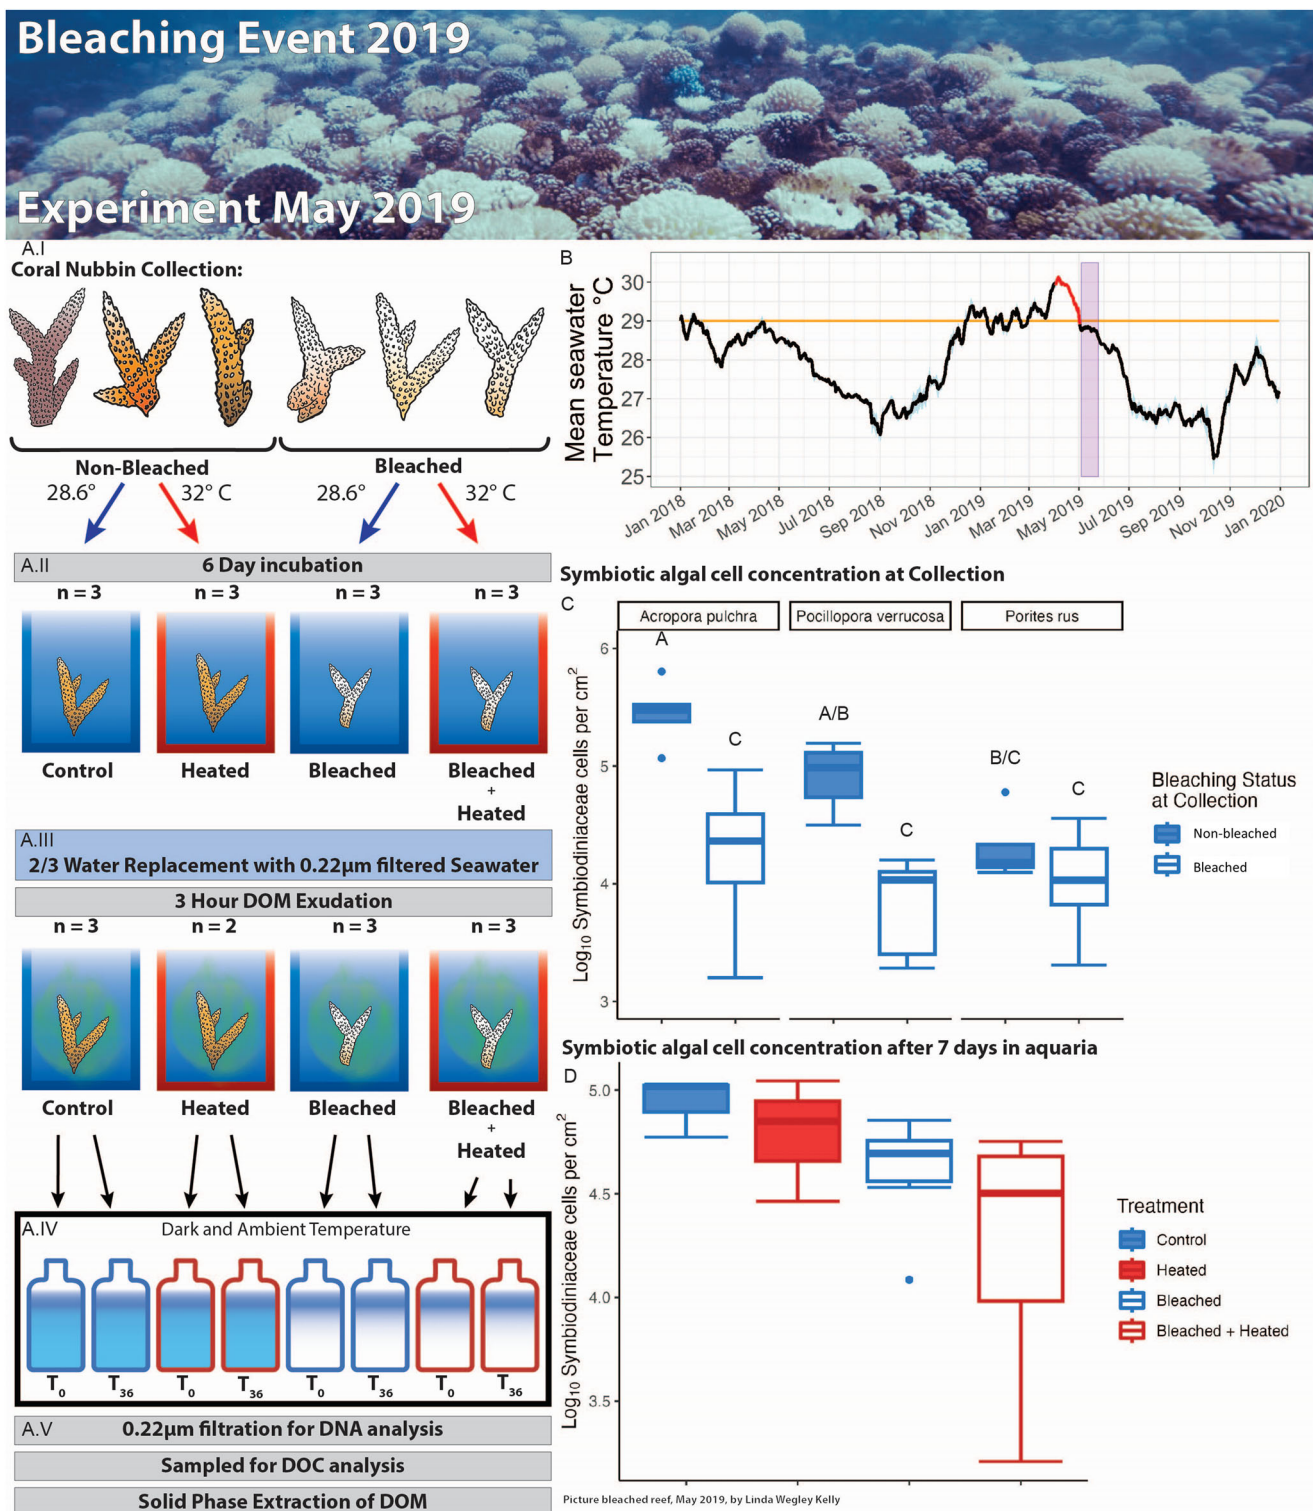 Bleaching Event 2019
Experiment May 2019
A.I
Coral Nubbin Collection:
Non-Bleached
Bleached
28.6°
32° C
28.6°
32° C
A.II
6 Day incubation
n = 3
n = 3
n = 3
n = 3
Control
Heated
Bleached
Bleached
+
Heated
A.III
2/3 Water Replacement with 0.22µm filtered Seawater
3 Hour DOM Exudation
n = 3
n = 2
n = 3
n = 3
Control
Heated
Bleached
Bleached
+
Heated
A.IV
Dark and Ambient Temperature
T0
T36
T0
T36
T0
T36
T0
T36
A.V
0.22µm filtration for DNA analysis
Sampled for DOC analysis
Solid Phase Extraction of DOM
B
Mean seawater
Temperature °C
30
29
28
27
26
25
Jan 2018
Mar 2018
May 2018
Jul 2018
Sep 2018
Nov 2018
Jan 2019
Mar 2019
May 2019
Jul 2019
Sep 2019
Nov 2019
Jan 2020
Symbiotic algal cell concentration at Collection
C
Acropora pulchra
Pocillopora verrucosa
Porites rus
Log10 Symbiodiniaceae cells per cm2
6
5
4
3
A
C
A/B
C
B/C
C
Bleaching Status
at Collection
Non-bleached
Bleached
Symbiotic algal cell concentration after 7 days in aquaria
D
Log10 Symbiodiniaceae cells per cm2
5.0
4.5
4.0
3.5
Treatment
Control
Heated
Bleached
Bleached + Heated
Picture bleached reef, May 2019, by Linda Wegley Kelly